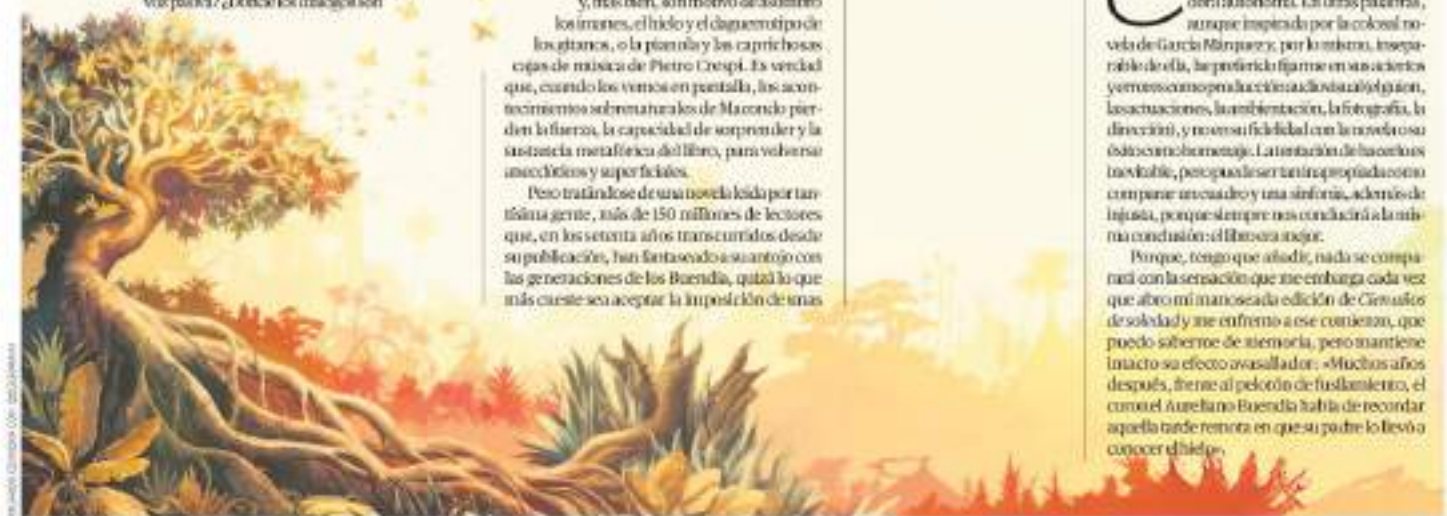 y, más bien, son motivo de asombro
los imanes, el hielo y el daguerrotipo de
los gitanos, o la pianola y las caprichosas
cajas de música de Pietro Crespi. Es verdad
que, cuando los vemos en pantalla, los acon-
tecimientos sobrenaturales de Macondo pier-
den la fuerza, la capacidad de sorprender y la
sustancia metafórica del libro, para volverse
anecdóticos y superficiales.
Pero tratándose de una novela leída por tan-
tísima gente, más de 150 millones de lectores
que, en los setenta años transcurridos desde
su publicación, han fantaseado a su antojo con
las generaciones de los Buendía, quizá lo que
más cueste sea aceptar la imposición de unas
obra autónoma. En otras palabras,
aunque inspirada por la colosal no-
vela de García Márquez y, por lo mismo, insepa-
rable de ella, he preferido fijarme en sus aciertos
y errores como producción audiovisual (el guion,
las actuaciones, la ambientación, la fotografía, la
dirección), y no en su fidelidad con la novela o su
éxito como homenaje. La tentación de hacerlo es
inevitable, pero puede ser tan inapropiada como
comparar un cuadro y una sinfonía, además de
injusta, porque siempre nos conducirá a la mis-
ma conclusión: el libro era mejor.
Porque, tengo que añadir, nada se compa-
rará con la sensación que me embarga cada vez
que abro mi manoseada edición de Cien años
de soledad y me enfrento a ese comienzo, que
puedo saberme de memoria, pero mantiene
intacto su efecto avasallador: «Muchos años
después, frente al pelotón de fusilamiento, el
coronel Aureliano Buendía había de recordar
aquella tarde remota en que su padre lo llevó a
conocer el hielo».